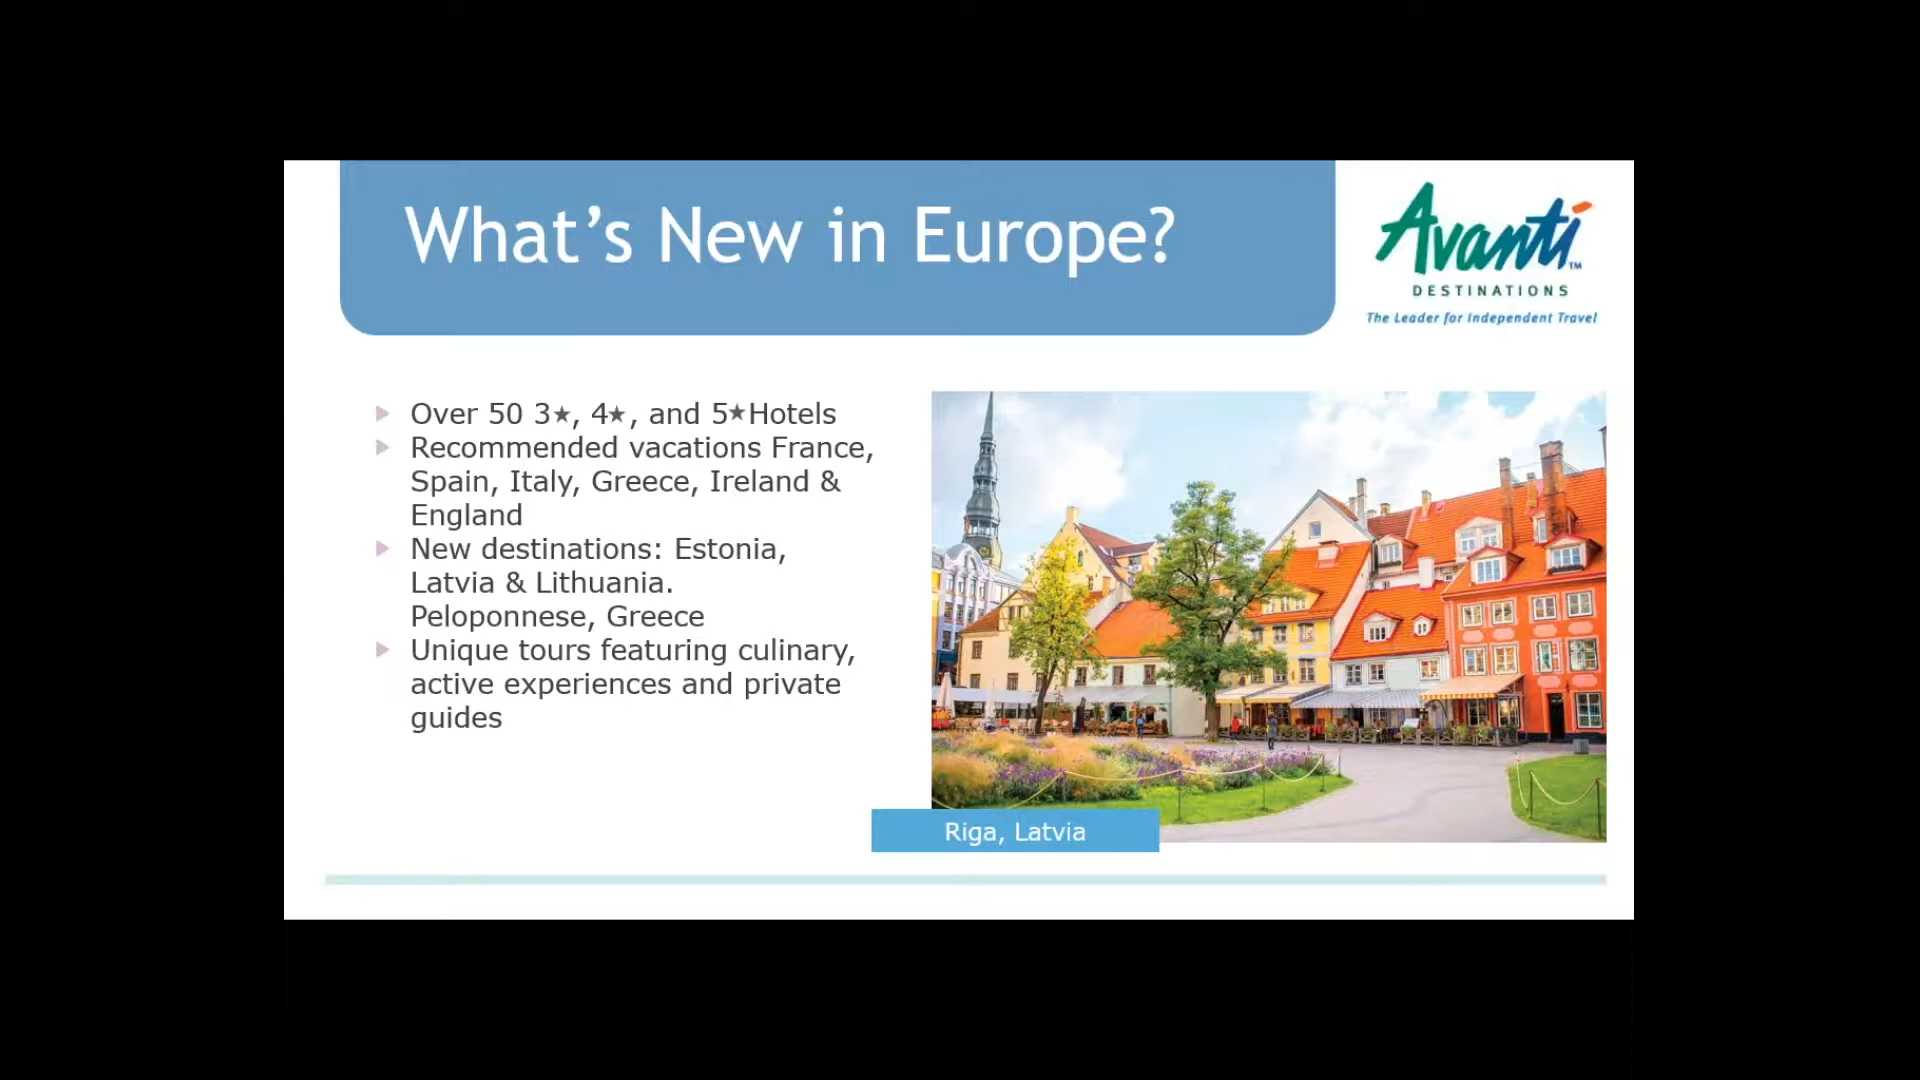 What's New in Europe?
Avanti™
DESTINATIONS
The Leader for Independent Travel
Over 50 3★, 4★, and 5★Hotels
Recommended vacations France,
Spain, Italy, Greece, Ireland &
England
New destinations: Estonia,
Latvia & Lithuania.
Peloponnese, Greece
Unique tours featuring culinary,
active experiences and private
guides
Riga, Latvia